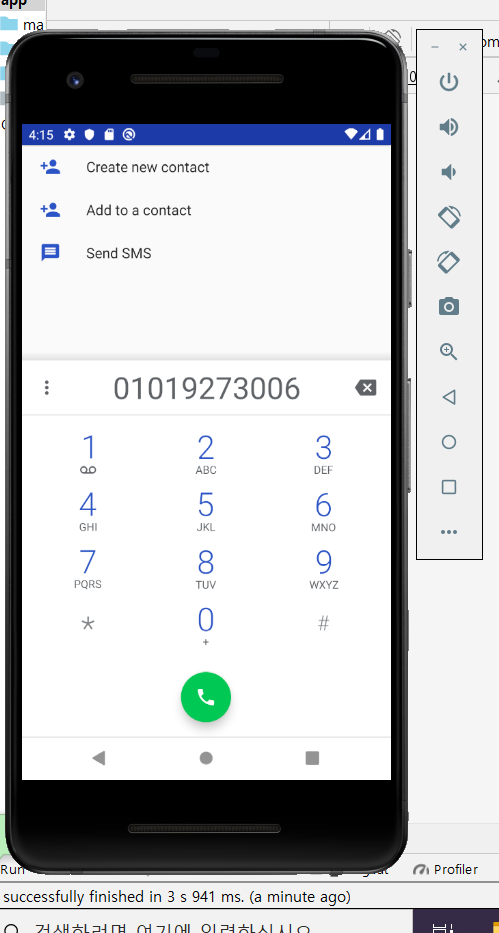 app
ma
4:15
Create new contact
Add to a contact
Send SMS
01019273006
1 2 3
ABC DEF
4 5 6
GHI JKL MNO
7 8 9
PQRS TUV WXYZ
* 0 #
+
Run
Profiler
successfully finished in 3 s 941 ms. (a minute ago)
검색하려면 여기에 입력하십시오